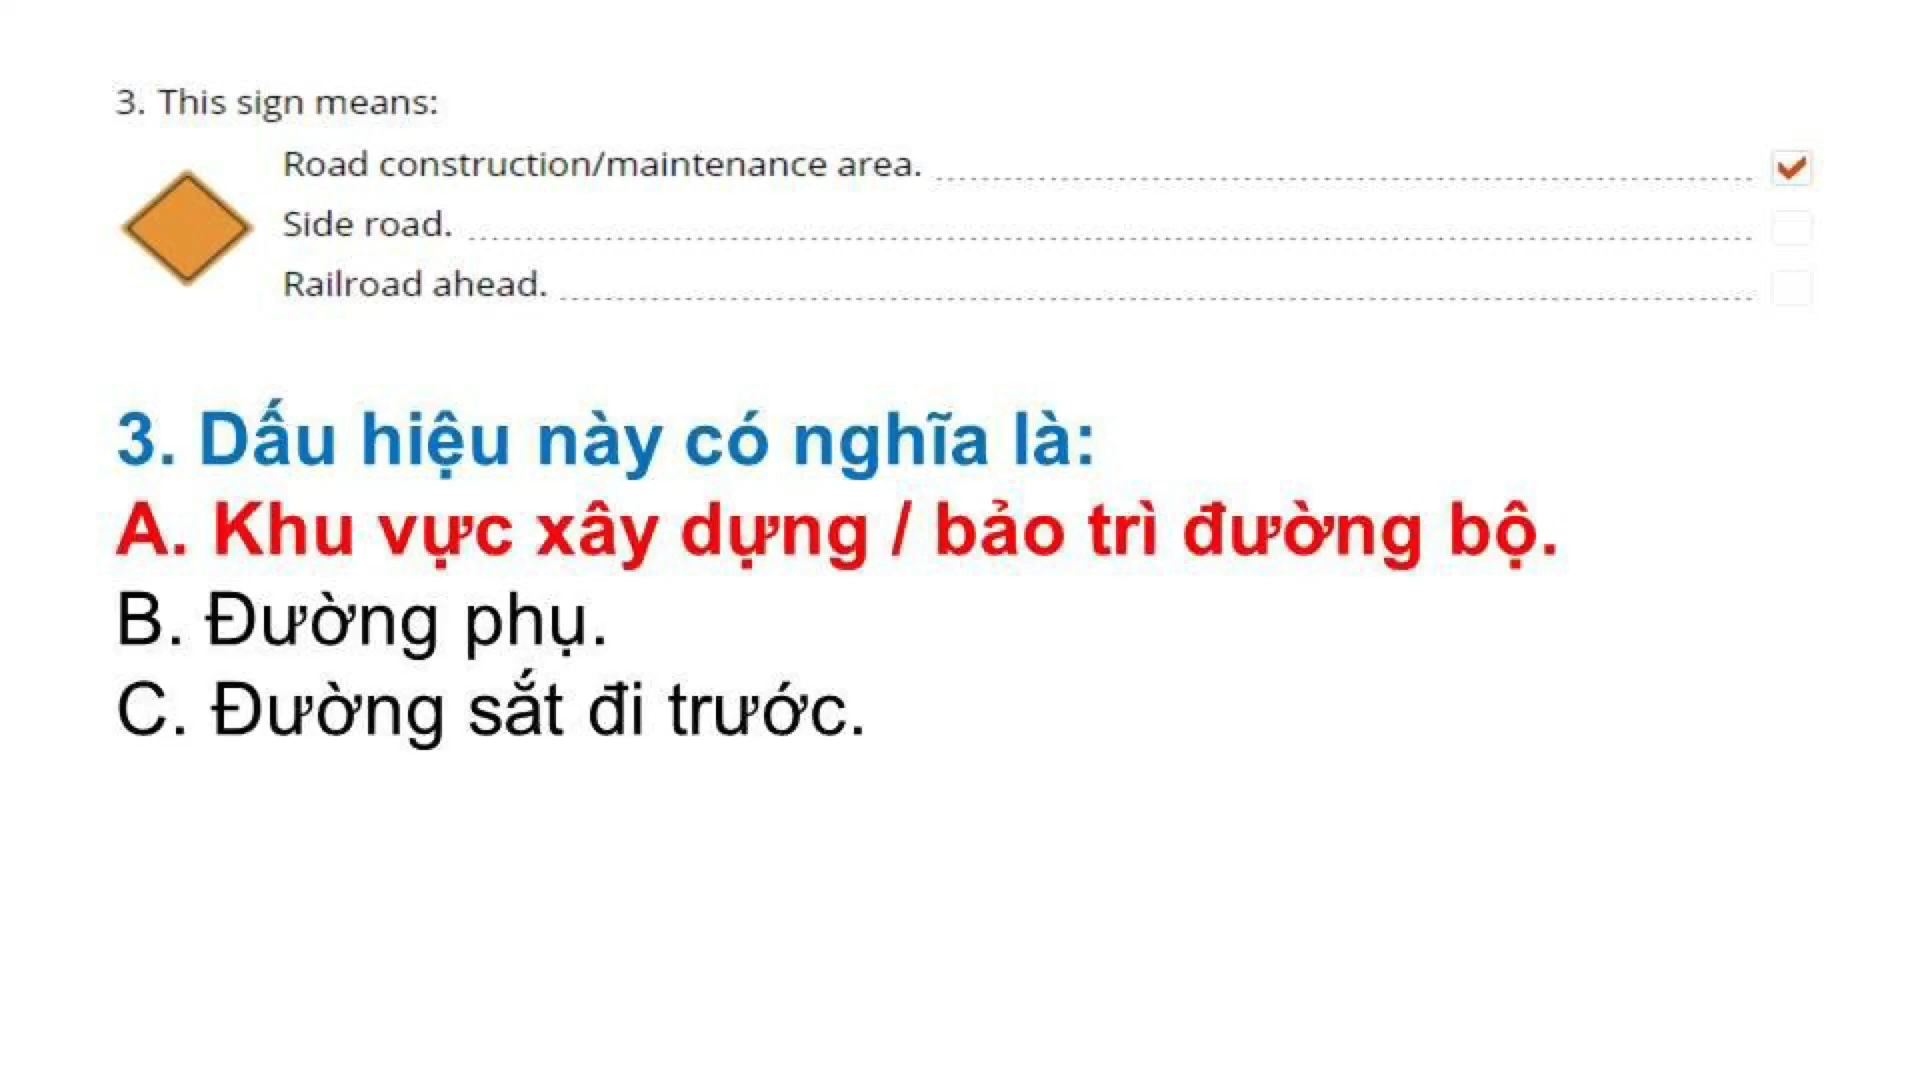 3. This sign means:
Road construction/maintenance area.
Side road.
Railroad ahead.
3. Dấu hiệu này có nghĩa là:
A. Khu vực xây dựng / bảo trì đường bộ.
B. Đường phụ.
C. Đường sắt đi trước.